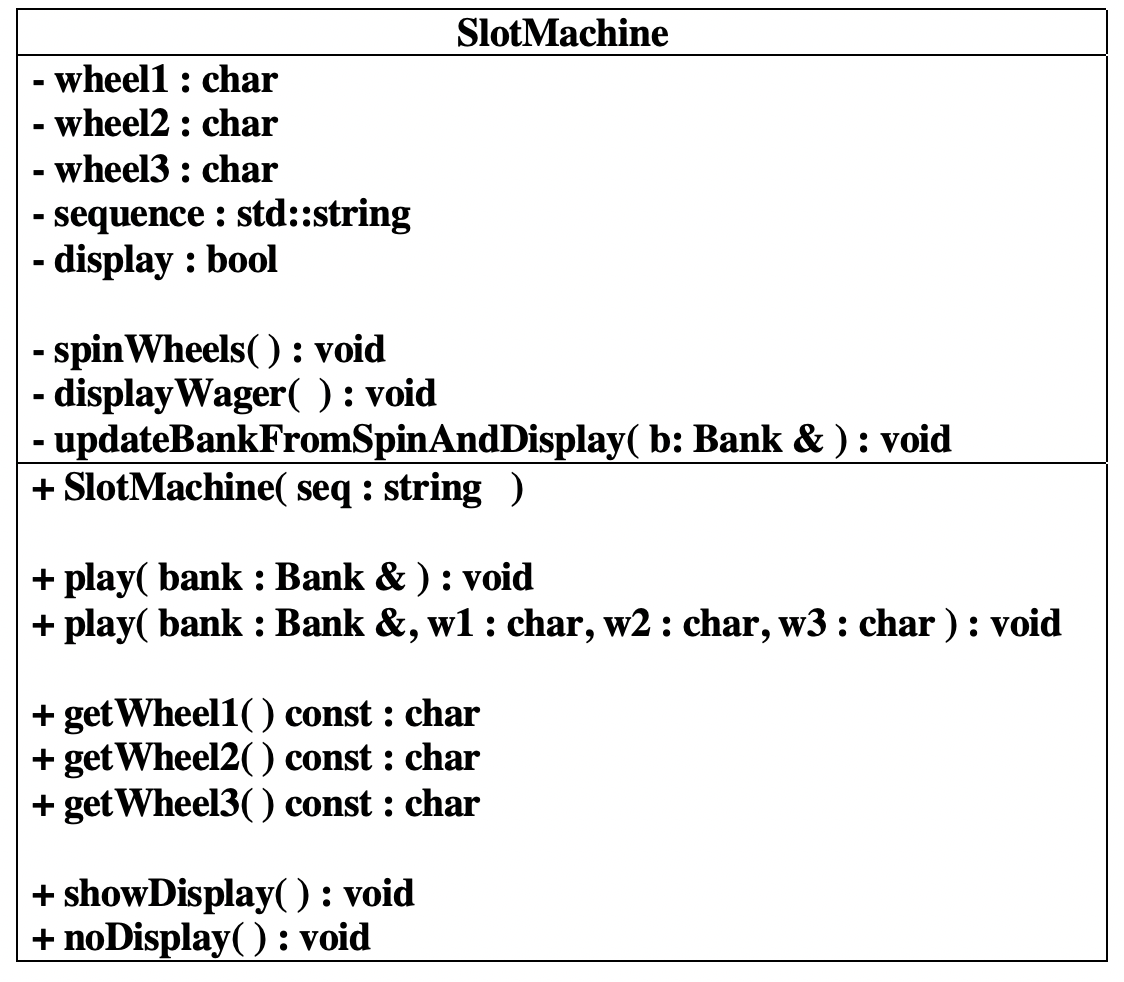 SlotMachine
- wheel1 : char
- wheel2 : char
- wheel3 : char
- sequence : std::string
- display : bool
- spinWheels( ) : void
- displayWager(  ) : void
- updateBankFromSpinAndDisplay( b: Bank & ) : void
+ SlotMachine( seq : string   )
+ play( bank : Bank & ) : void
+ play( bank : Bank &, w1 : char, w2 : char, w3 : char ) : void
+ getWheel1( ) const : char
+ getWheel2( ) const : char
+ getWheel3( ) const : char
+ showDisplay( ) : void
+ noDisplay( ) : void